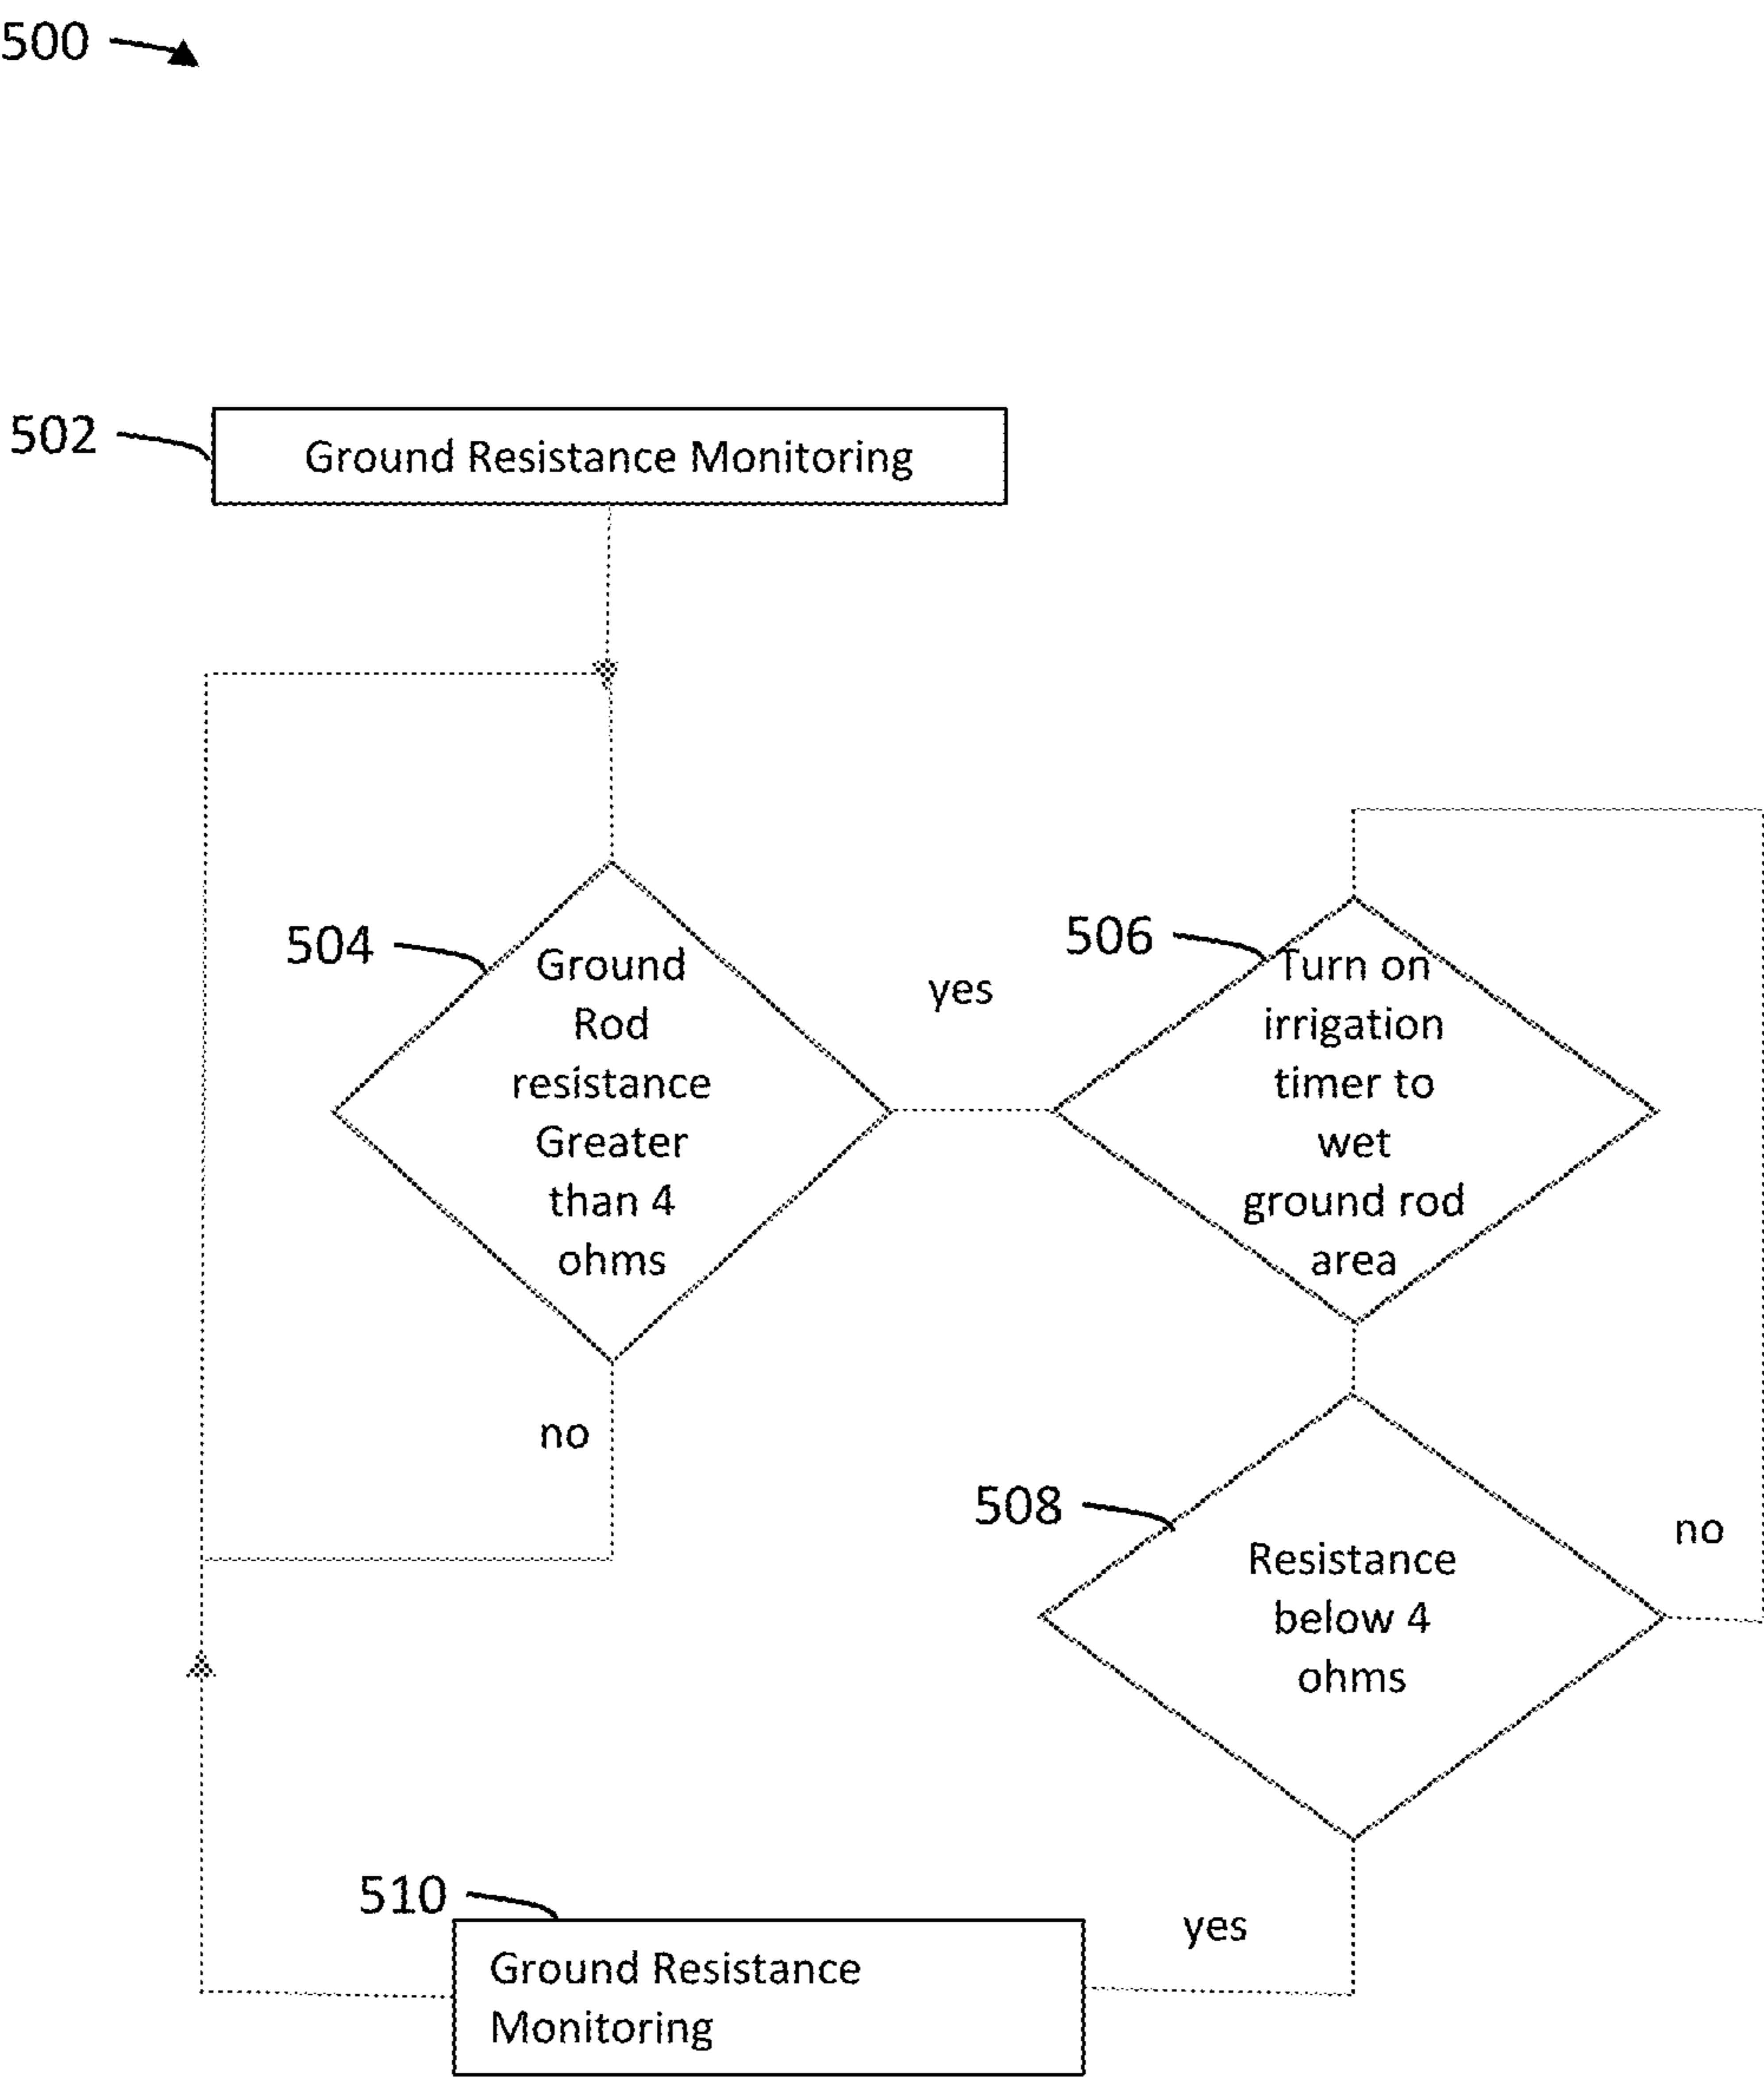 500
502
Ground Resistance Monitoring
504
Ground
Rod
resistance
Greater
than 4
ohms
yes
506
Turn on
irrigation
timer to
wet
ground rod
area
no
508
Resistance
below 4
ohms
no
yes
510
Ground Resistance
Monitoring